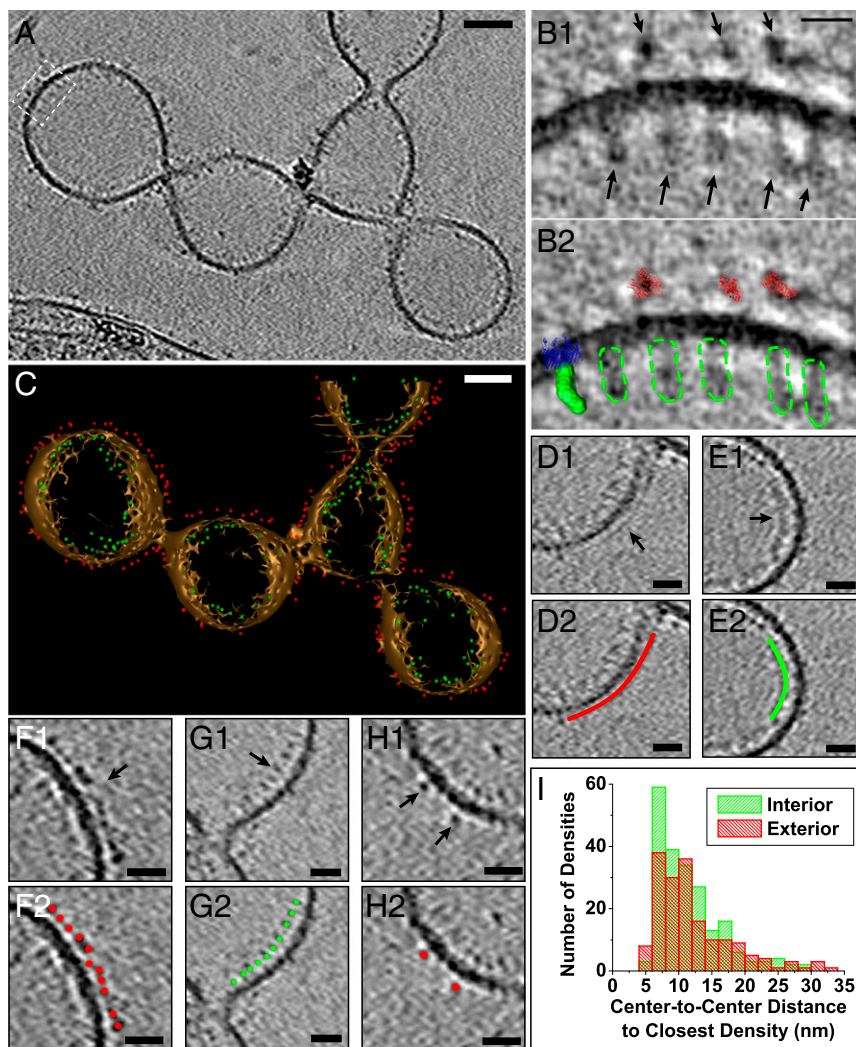 A
B1
B2
C
D1
E1
D2
E2
F1
G1
H1
F2
G2
H2
I
Interior
Exterior
Number of Densities
60
40
20
0
0 5 10 15 20 25 30 35
Center-to-Center Distance
to Closest Density (nm)